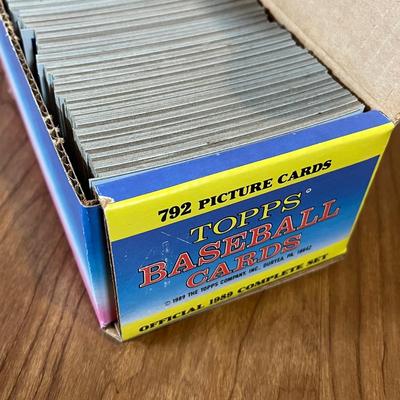 792 PICTURE CARDS
TOPPS®
BASEBALL
CARDS
© 1989 THE TOPPS COMPANY, INC. DURYEA, PA. 18642
OFFICIAL 1989 COMPLETE SET